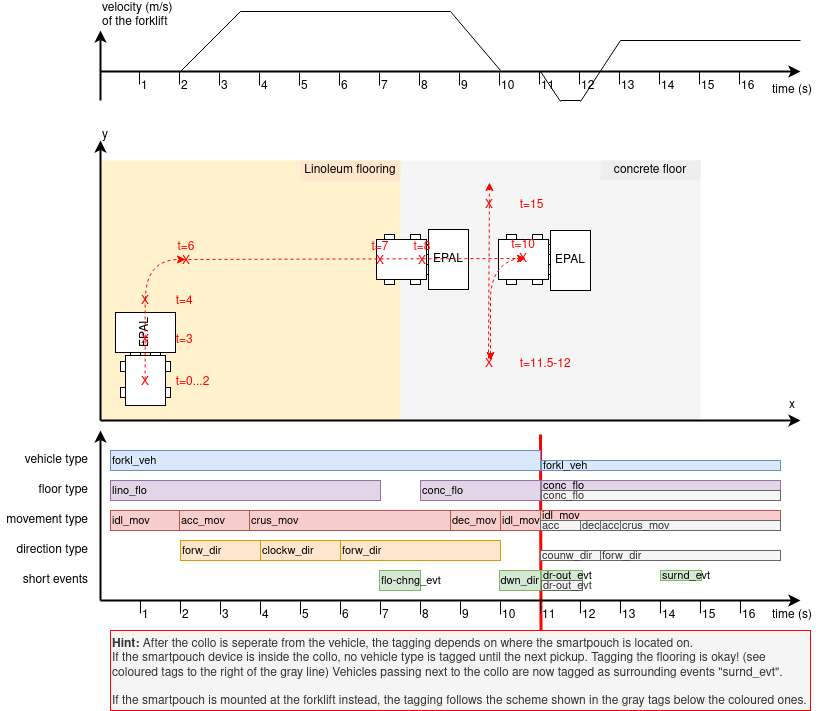 velocity (m/s)
of the forklift
1 2 3 4 5 6 7 8 9 10 11 12 13 14 15 16
time (s)
y
Linoleum flooring
concrete floor
t=15
t=6
t=7
t=8
t=10
EPAL
EPAL
t=4
EPAL
t=3
t=11.5-12
t=0...2
x
vehicle type
forkl_veh
forkl_veh
floor type
lino_flo
conc_flo
conc_flo
conc_flo
movement type
idl_mov
acc_mov
crus_mov
dec_mov
idl_mov
idl_mov
acc
dec
acc
crus_mov
direction type
forw_dir
clockw_dir
forw_dir
counw_dir
forw_dir
short events
flo-chng_evt
dwn_dir
dr-out_evt
dr-out_evt
surnd_evt
1 2 3 4 5 6 7 8 9 10 11 12 13 14 15 16
time (s)
Hint: After the collo is seperate from the vehicle, the tagging depends on where the smartpouch is located on.
If the smartpouch device is inside the collo, no vehicle type is tagged until the next pickup. Tagging the flooring is okay! (see
coloured tags to the right of the gray line) Vehicles passing next to the collo are now tagged as surrounding events "surnd_evt".
If the smartpouch is mounted at the forklift instead, the tagging follows the scheme shown in the gray tags below the coloured ones.